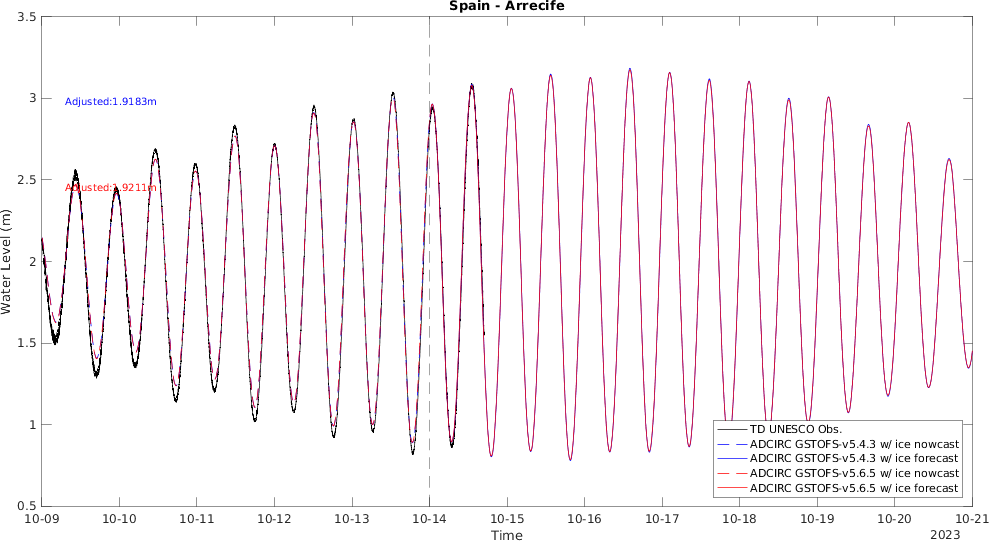 Spain - Arrecife
3.5
3
2.5
2
1.5
1
0.5
Water Level (m)
Adjusted:1.9183m
Adjusted:1.9211m
TD UNESCO Obs.
ADCIRC GSTOFS-v5.4.3 w/ ice nowcast
ADCIRC GSTOFS-v5.4.3 w/ ice forecast
ADCIRC GSTOFS-v5.6.5 w/ ice nowcast
ADCIRC GSTOFS-v5.6.5 w/ ice forecast
10-09 10-10 10-11 10-12 10-13 10-14 10-15 10-16 10-17 10-18 10-19 10-20 10-21
Time
2023